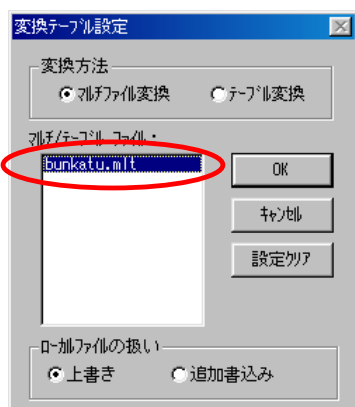 変換ﾃｰﾌﾞﾙ設定
変換方法
ﾏﾙﾁﾌｧｲﾙ変換
ﾃｰﾌﾞﾙ変換
ﾏﾙﾁ/ﾃｰﾌﾞﾙ ﾌｧｲﾙ:
bunkatu.mlt
OK
ｷｬﾝｾﾙ
設定ｸﾘｱ
ﾛｰｶﾙﾌｧｲﾙの扱い
上書き
追加書込み